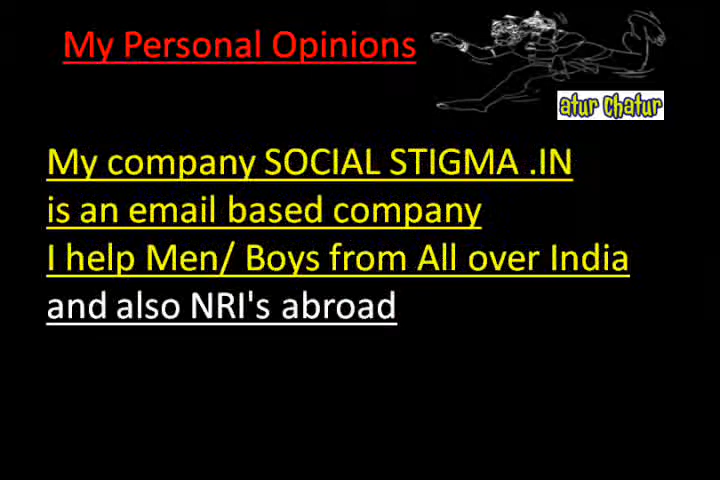 My Personal Opinions
atur chatur
My company SOCIAL STIGMA .IN
is an email based company
I help Men/ Boys from All over India
and also NRI's abroad